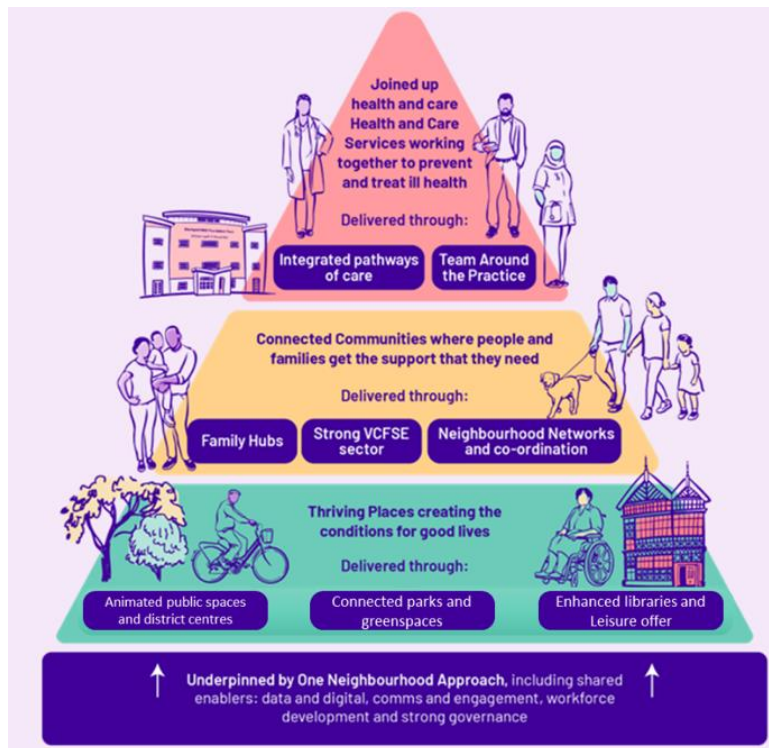 Joined up
health and care
Health and Care
Services working
together to prevent
and treat ill health
Delivered through:
Integrated pathways
of care
Team Around
the Practice
Connected Communities where people and
families get the support that they need
Delivered through:
Family Hubs
Strong VCFSE
sector
Neighbourhood Networks
and co-ordination
Thriving Places creating the
conditions for good lives
Delivered through:
Animated public spaces
and district centres
Connected parks and
greenspaces
Enhanced libraries and
Leisure offer
Underpinned by One Neighbourhood Approach, including shared
enablers: data and digital, comms and engagement, workforce
development and strong governance